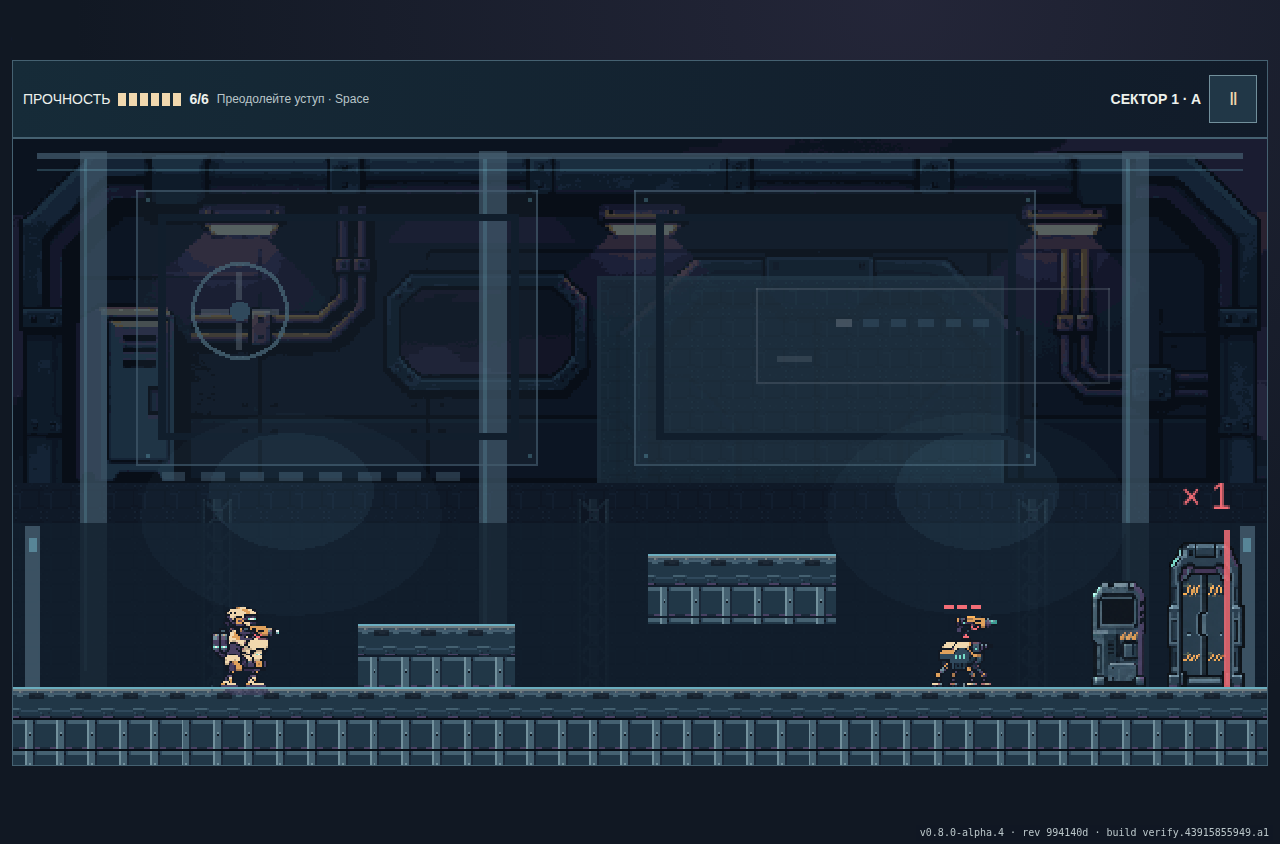 ПРОЧНОСТЬ 6/6 Преодолейте уступ · Space
СЕКТОР 1 · А
× 1
v0.8.0-alpha.4 · rev 994140d · build verify.43915855949.a1